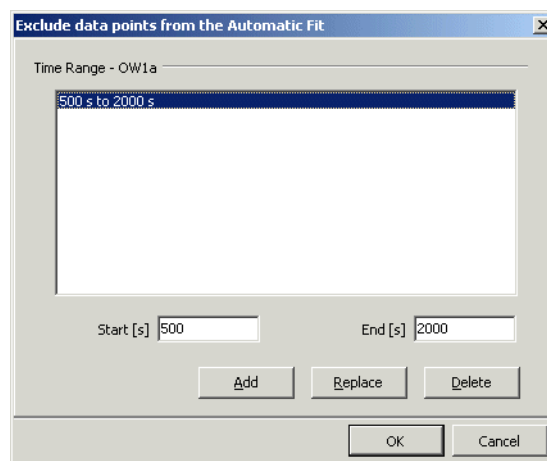 Exclude data points from the Automatic Fit
Time Range - OW1a
500 s to 2000 s
Start [s] 500 End [s] 2000
Add Replace Delete
OK Cancel